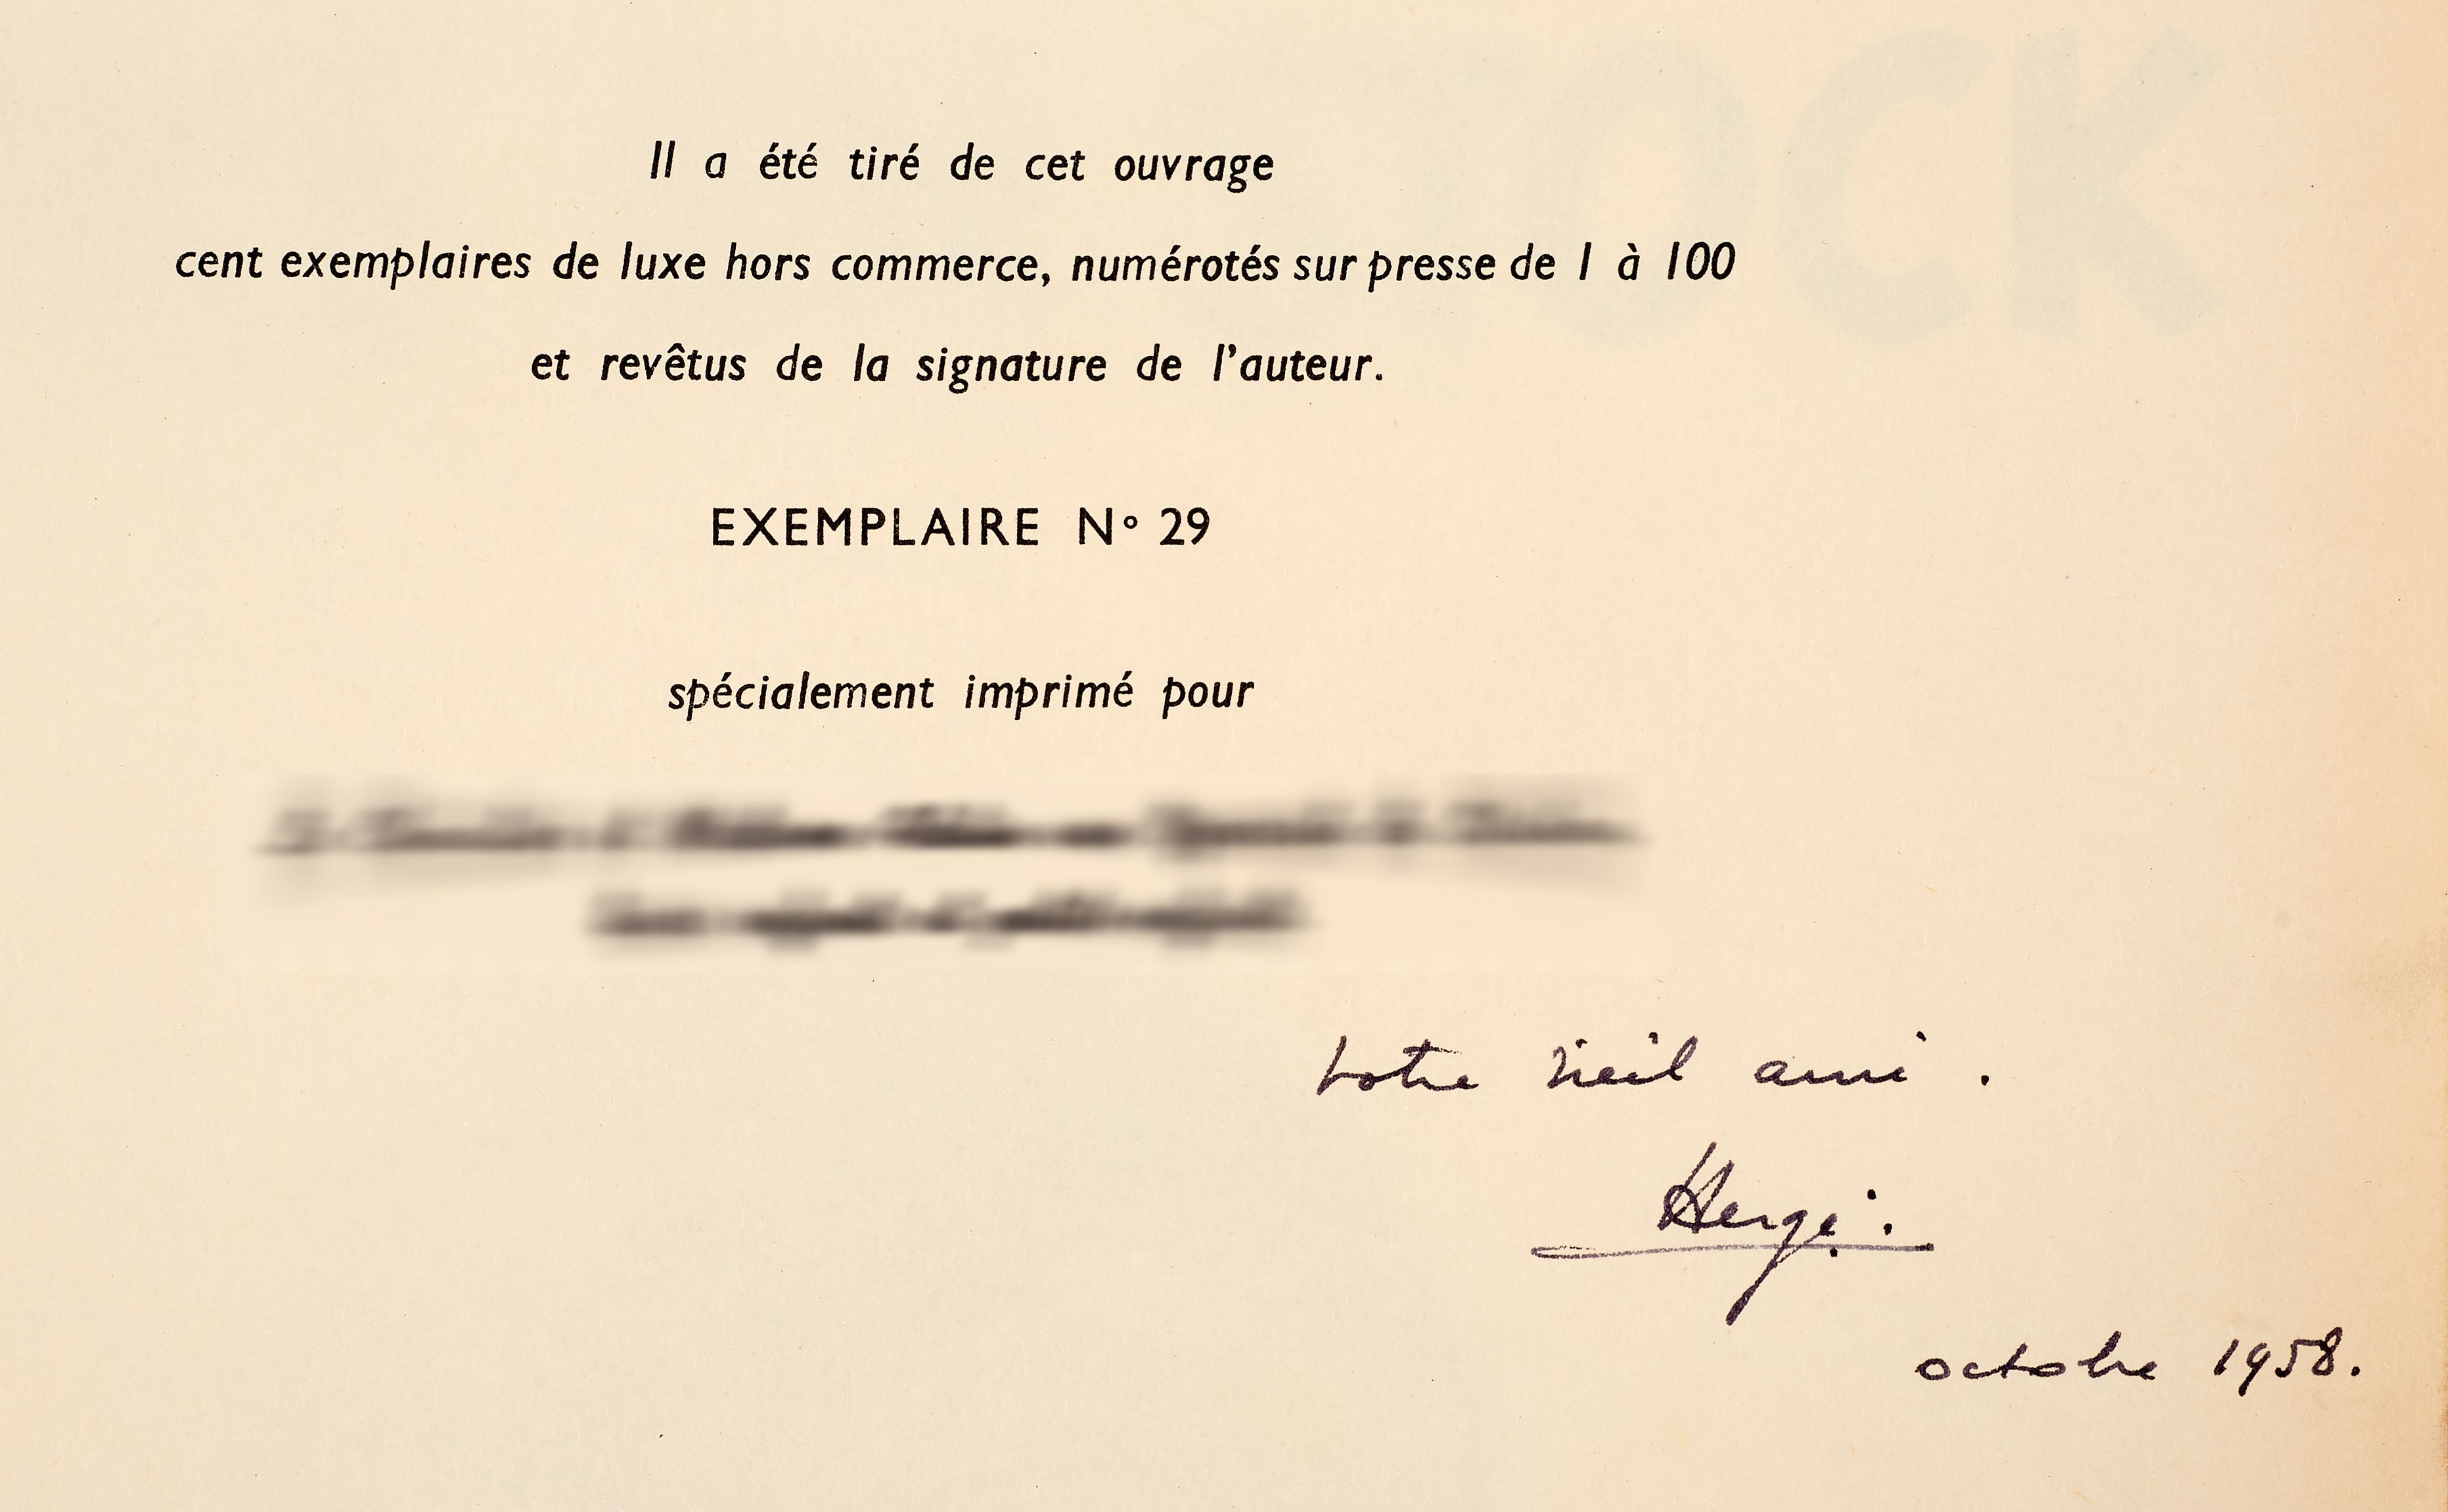 OCK
Il a été tiré de cet ouvrage
cent exemplaires de luxe hors commerce, numérotés sur presse de 1 à 100
et revêtus de la signature de l'auteur.
EXEMPLAIRE N° 29
spécialement imprimé pour
votre vieil ami.
Hergé.
octobre 1958.